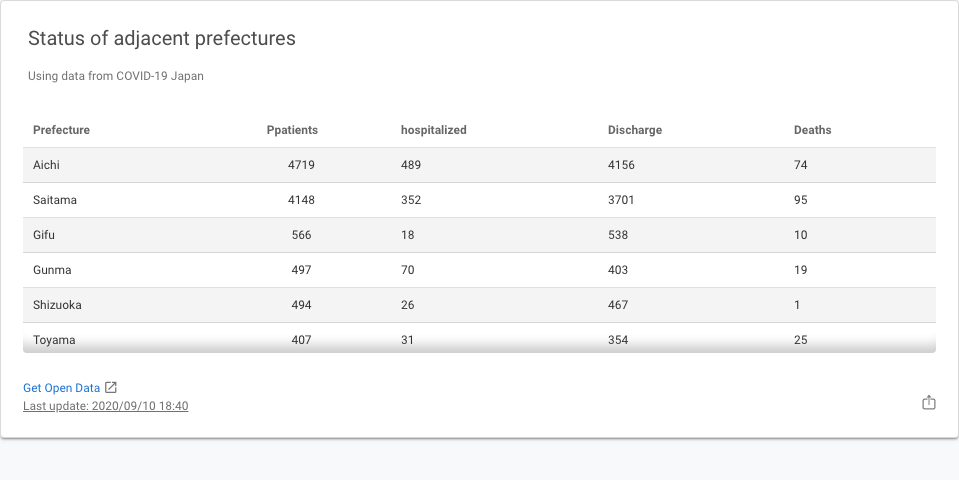 Status of adjacent prefectures
Using data from COVID-19 Japan
Prefecture Ppatients hospitalized Discharge Deaths
Aichi 4719 489 4156 74
Saitama 4148 352 3701 95
Gifu 566 18 538 10
Gunma 497 70 403 19
Shizuoka 494 26 467 1
Toyama 407 31 354 25
Get Open Data
Last update: 2020/09/10 18:40